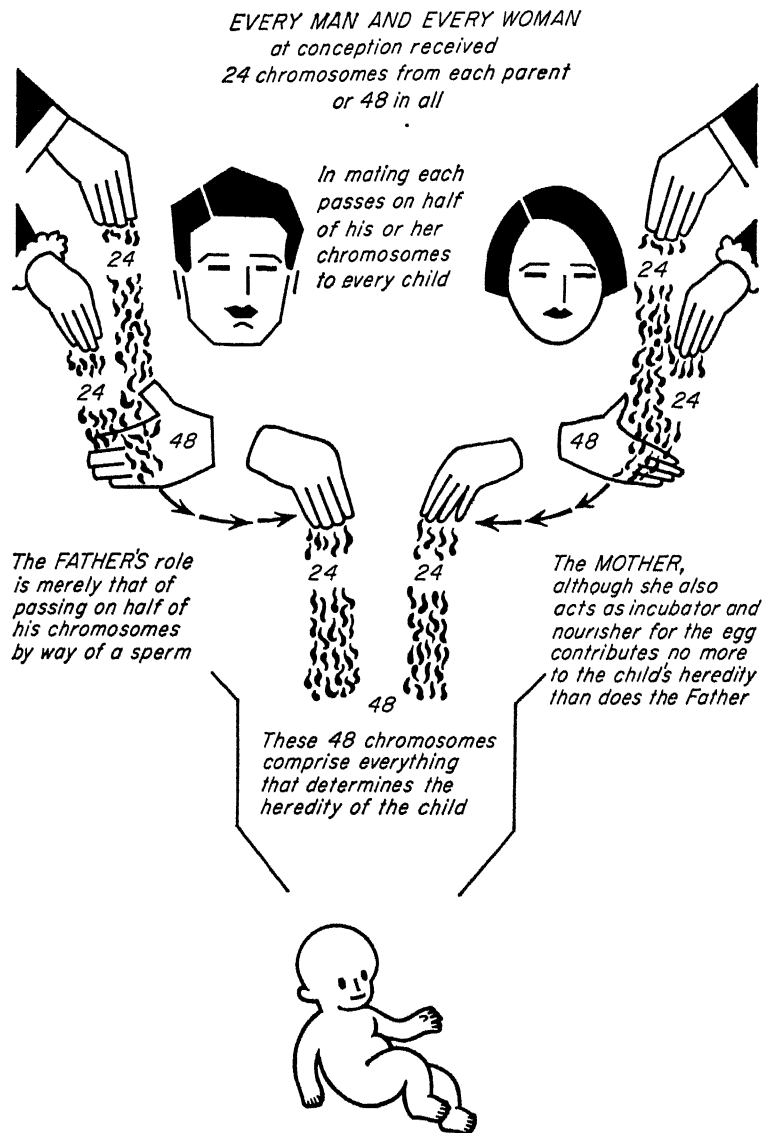 EVERY MAN AND EVERY WOMAN
at conception received
24 chromosomes from each parent
or 48 in all
In mating each
passes on half
of his or her
chromosomes
to every child
24
24
48
24
24
48
24
24
48
The FATHER'S role
is merely that of
passing on half of
his chromosomes
by way of a sperm
The MOTHER,
although she also
acts as incubator and
nourisher for the egg
contributes no more
to the child's heredity
than does the Father
These 48 chromosomes
comprise everything
that determines the
heredity of the child